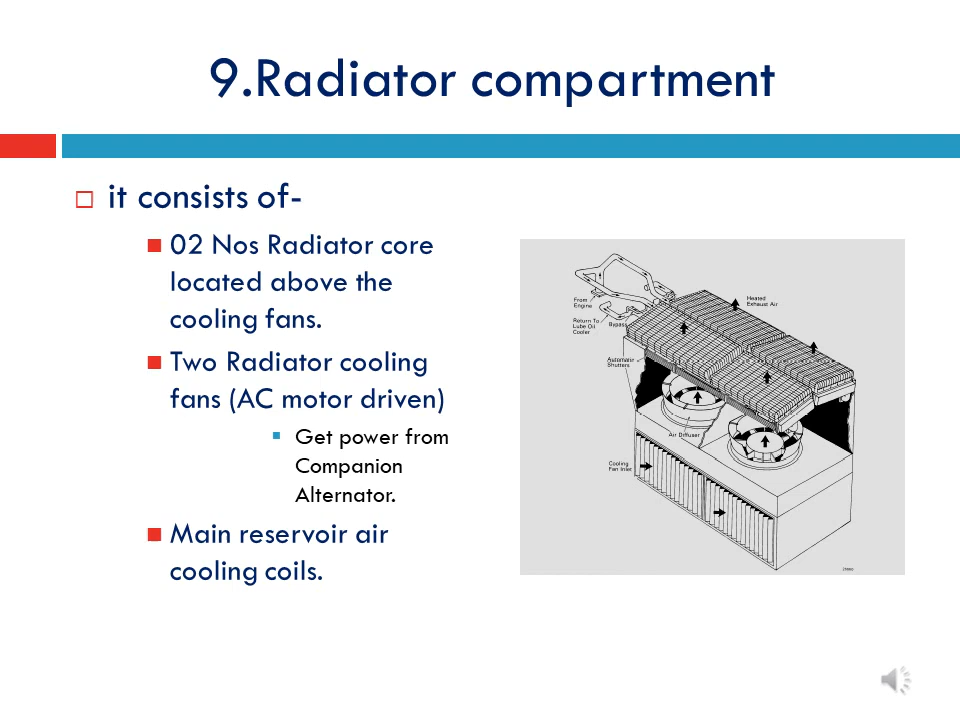 9.Radiator compartment
it consists of-
02 Nos Radiator core
located above the
cooling fans.
Two Radiator cooling
fans (AC motor driven)
Get power from
Companion
Alternator.
Main reservoir air
cooling coils.
From
Engine
Return To
Lube Oil
Cooler
Bypass
Heated
Exhaust Air
Automatic
Shutters
Air Diffuser
Cooling
Fan Inlet